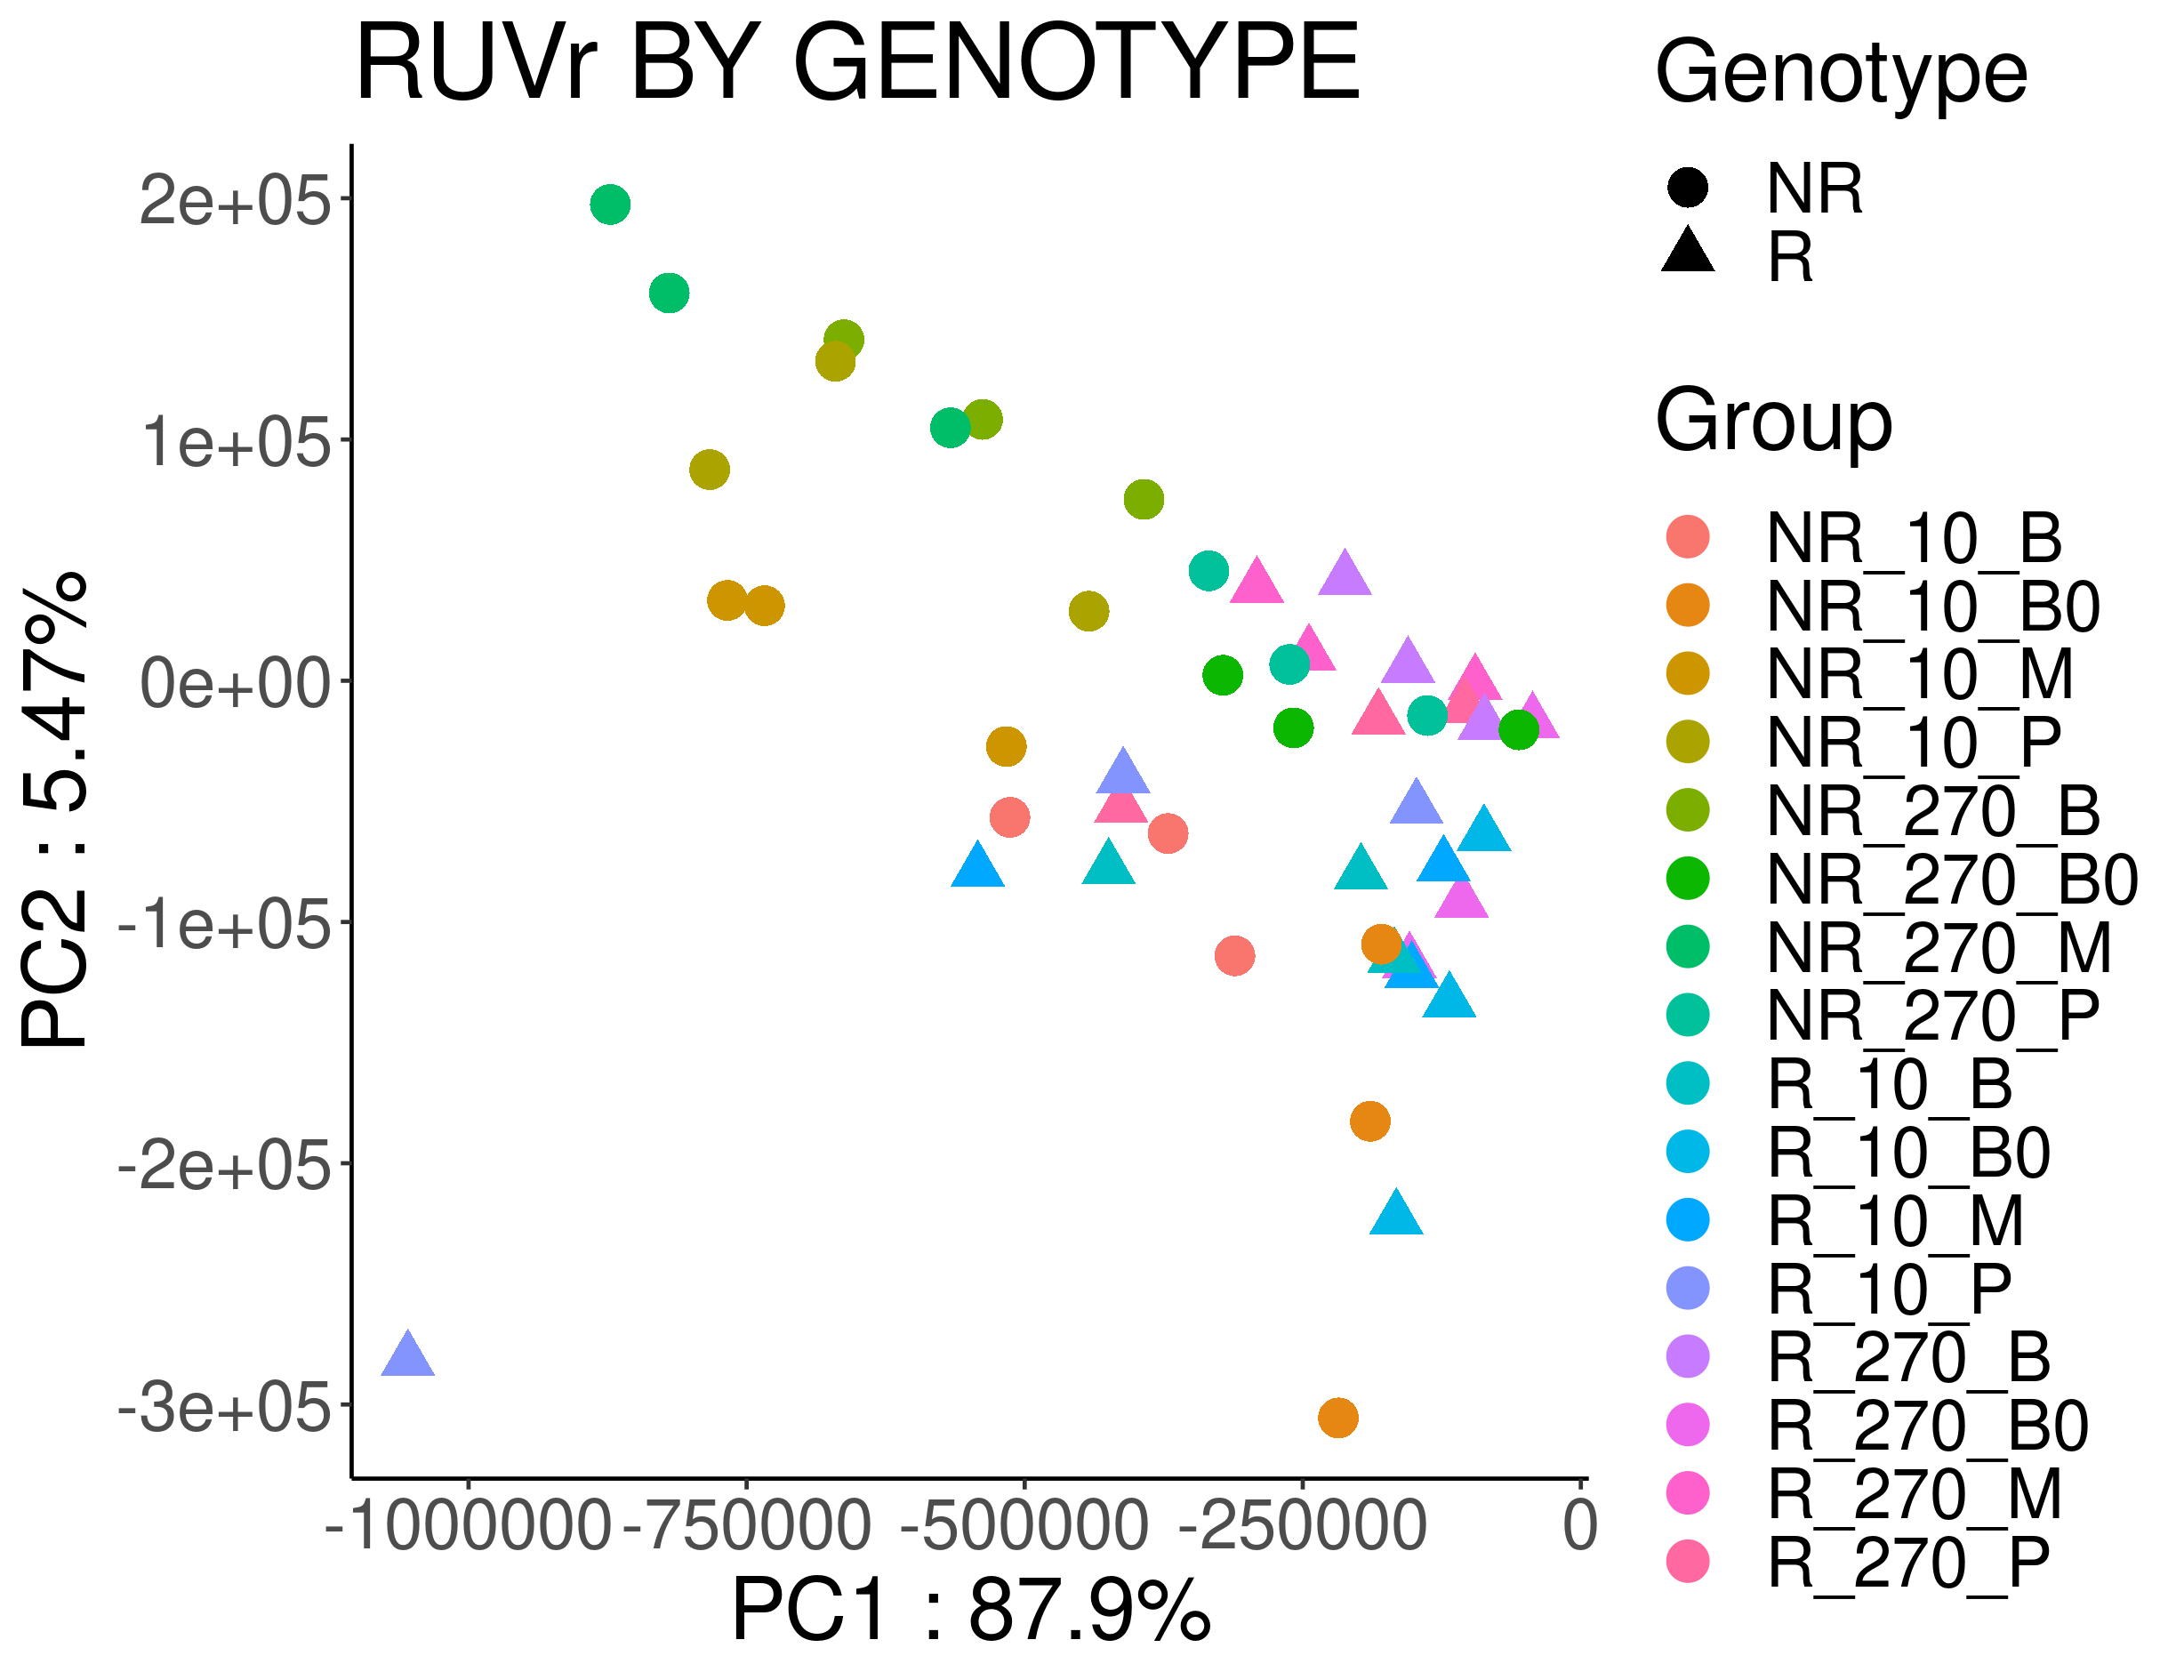 RUVr BY GENOTYPE
2e+05
1e+05
0e+00
-1e+05
-2e+05
-3e+05
PC2 : 5.47%
-1000000 -750000 -500000 -250000 0
PC1 : 87.9%
Genotype
NR
R
Group
NR_10_B
NR_10_B0
NR_10_M
NR_10_P
NR_270_B
NR_270_B0
NR_270_M
NR_270_P
R_10_B
R_10_B0
R_10_M
R_10_P
R_270_B
R_270_B0
R_270_M
R_270_P